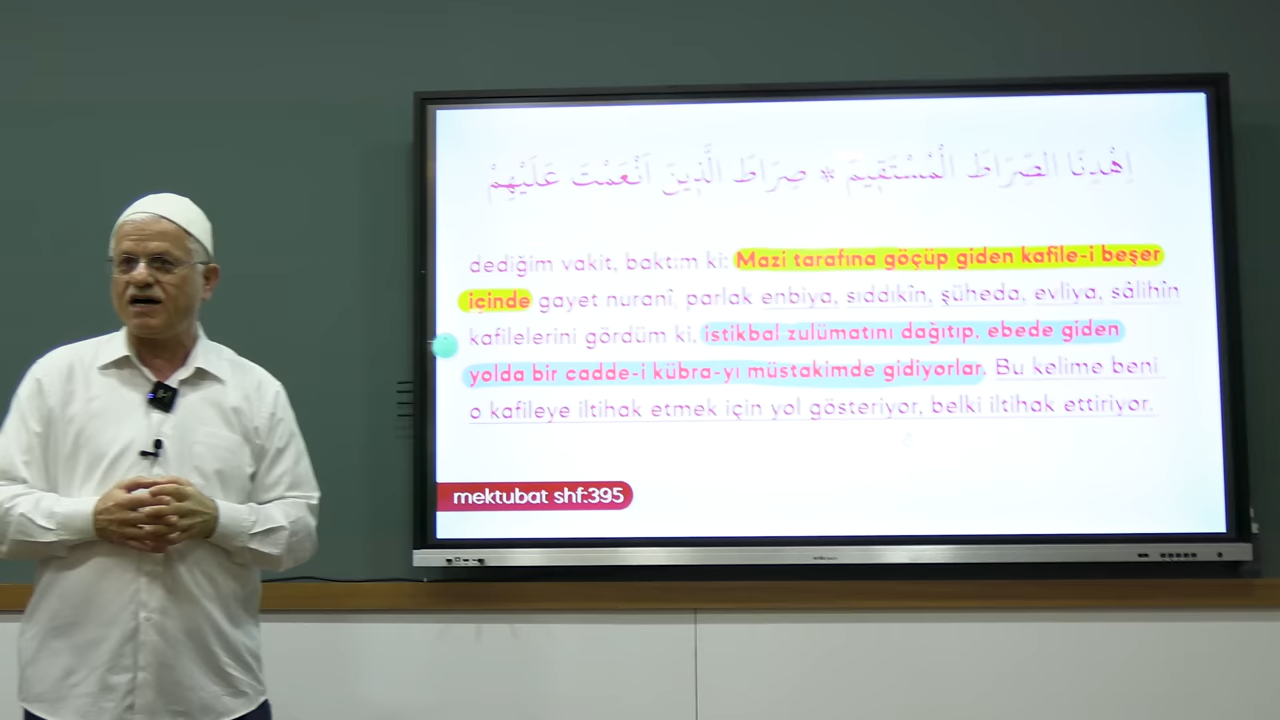 اِهْدِنَا الصِّرَاطَ الْمُسْتَقِيمَ * صِرَاطَ الَّذِينَ اَنْعَمْتَ عَلَيْهِمْ
dediğim vakit, baktım ki: Mazi tarafına göçüp giden kafile-i beşer
içinde gayet nuranî, parlak enbiya, sıddıkîn, şüheda, evliya, sâlihîn
kafilelerini gördüm ki, istikbal zulümatını dağıtıp, ebede giden
yolda bir cadde-i kübra-yı müstakimde gidiyorlar. Bu kelime beni
o kafileye iltihak etmek için yol gösteriyor, belki iltihak ettiriyor.
mektubat shf:395